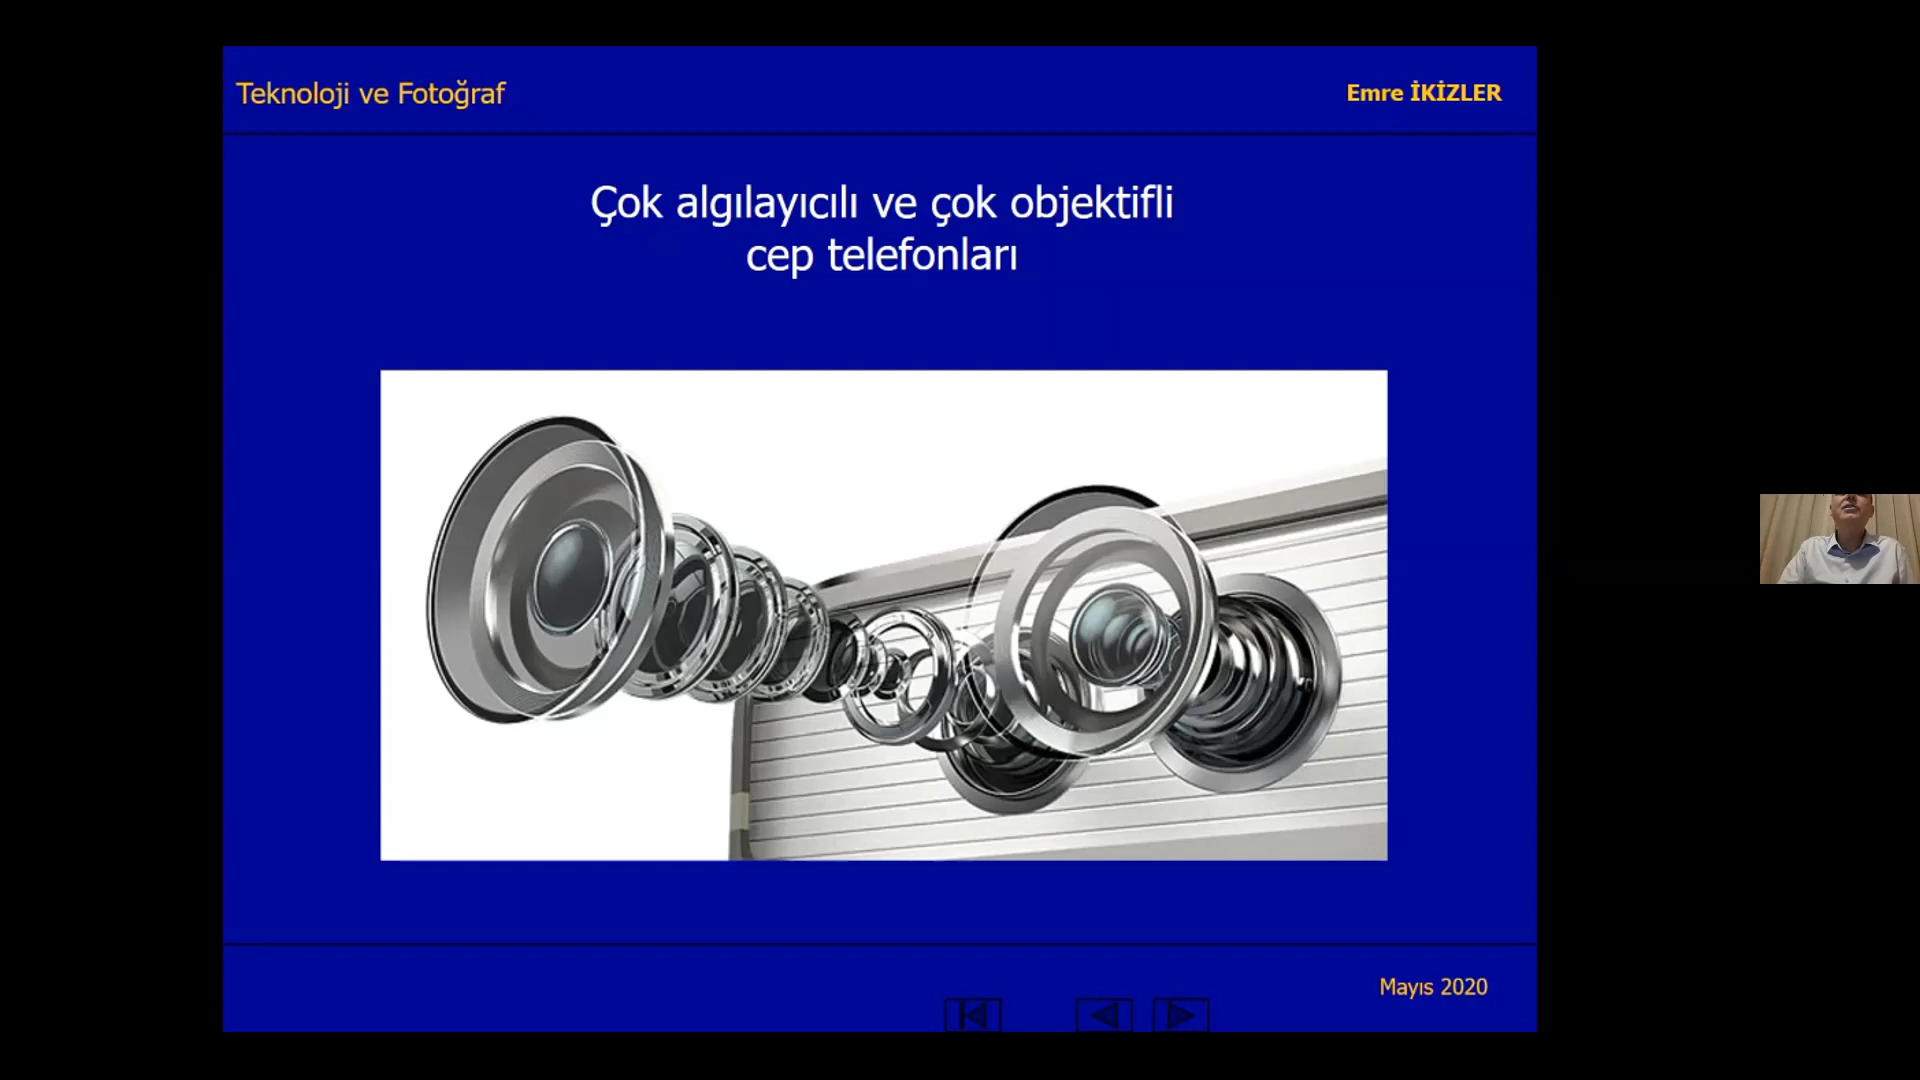 Teknoloji ve Fotoğraf
Emre İKİZLER
Çok algılayıcılı ve çok objektifli
cep telefonları
Mayıs 2020